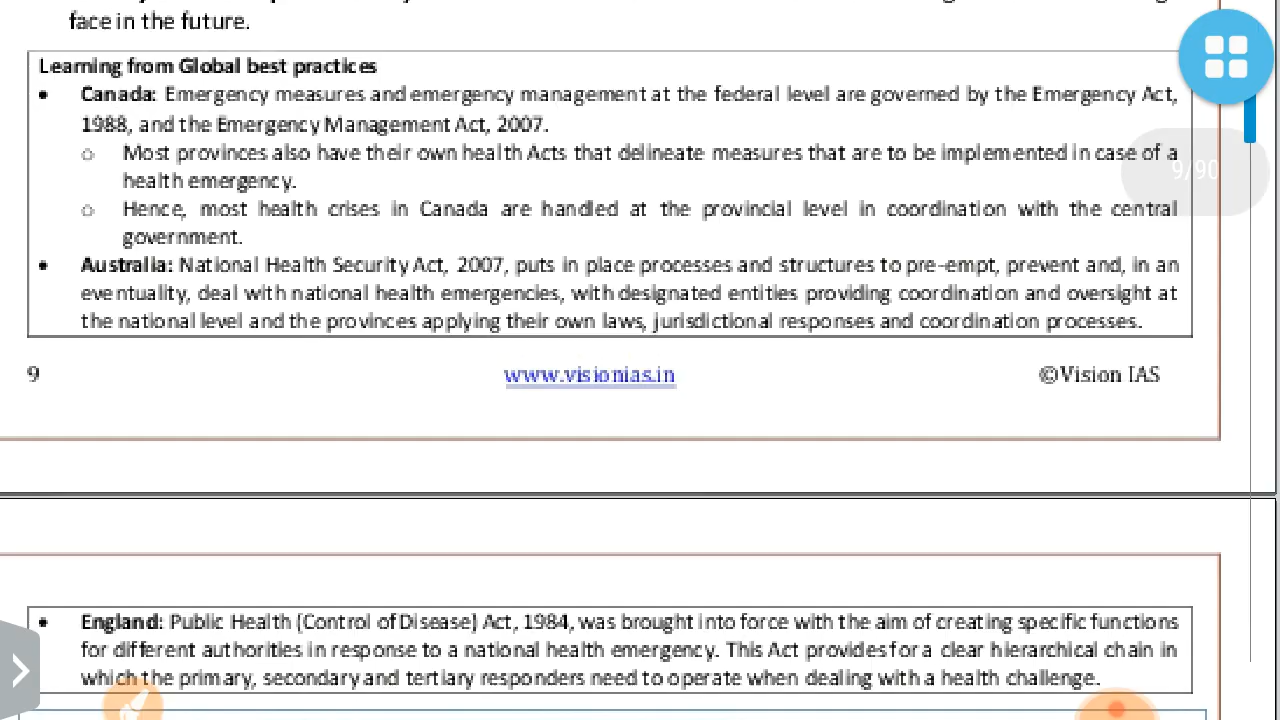 face in the future.
Learning from Global best practices
• Canada: Emergency measures and emergency management at the federal level are governed by the Emergency Act,
1988, and the Emergency Management Act, 2007.
o Most provinces also have their own health Acts that delineate measures that are to be implemented in case of a
health emergency.
o Hence, most health crises in Canada are handled at the provincial level in coordination with the central
government.
• Australia: National Health Security Act, 2007, puts in place processes and structures to pre-empt, prevent and, in an
eventuality, deal with national health emergencies, with designated entities providing coordination and oversight at
the national level and the provinces applying their own laws, jurisdictional responses and coordination processes.
9/90
9 www.visionias.in ©Vision IAS
• England: Public Health (Control of Disease) Act, 1984, was brought into force with the aim of creating specific functions
for different authorities in response to a national health emergency. This Act provides for a clear hierarchical chain in
which the primary, secondary and tertiary responders need to operate when dealing with a health challenge.